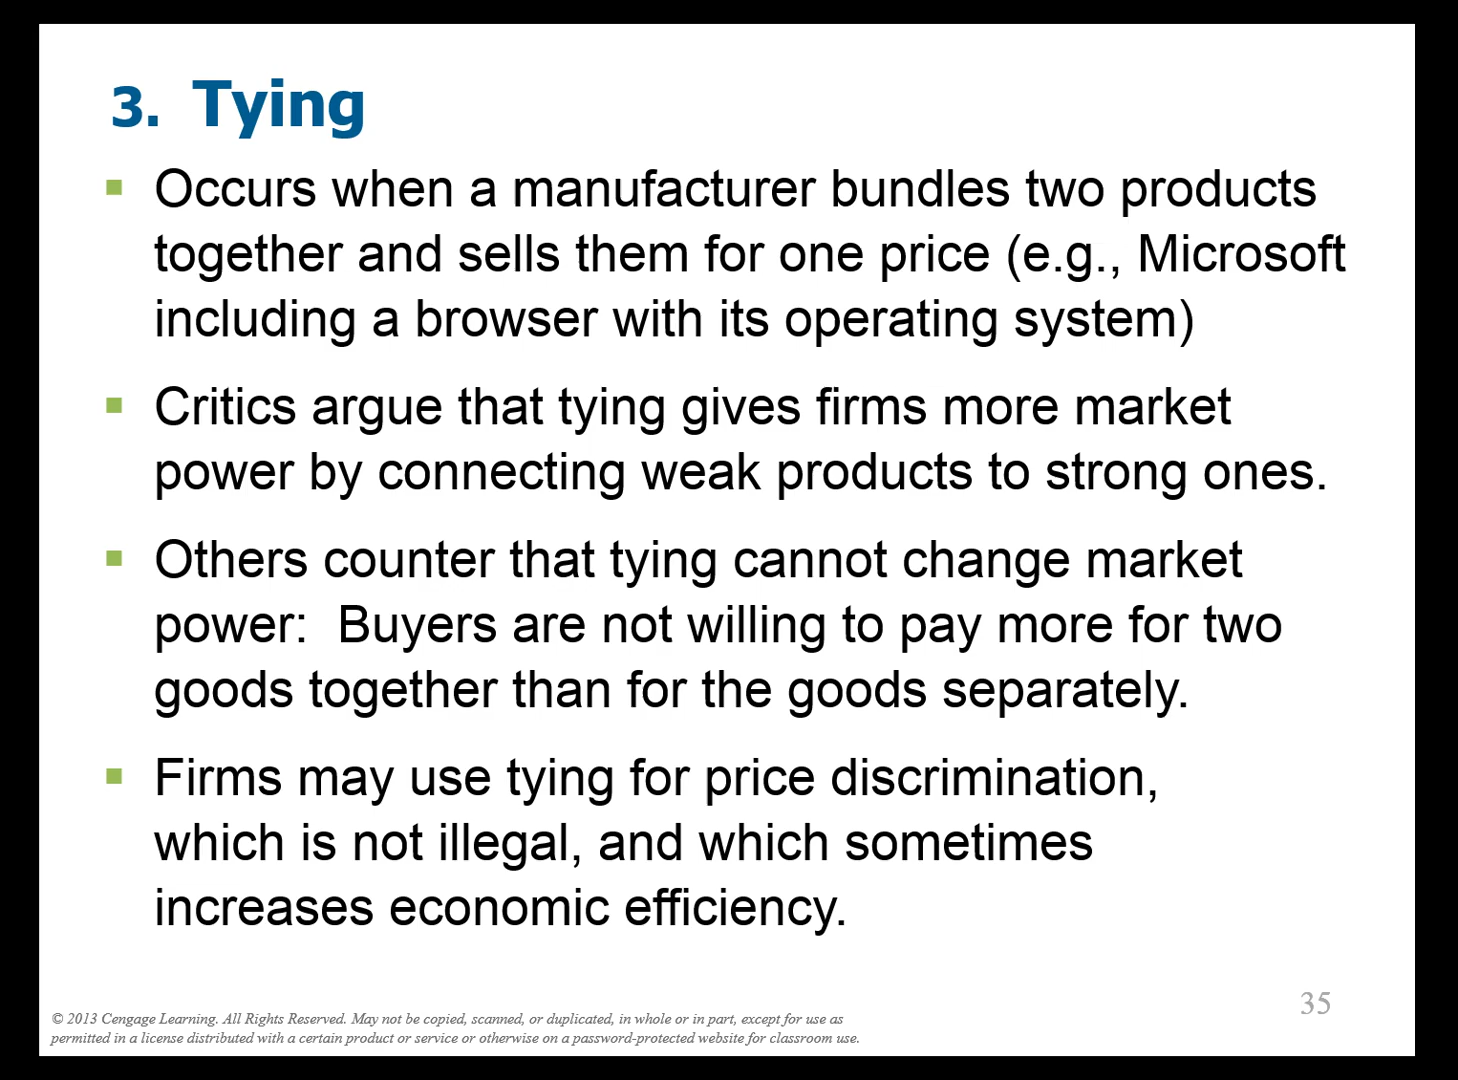 3. Tying
Occurs when a manufacturer bundles two products
together and sells them for one price (e.g., Microsoft
including a browser with its operating system)
Critics argue that tying gives firms more market
power by connecting weak products to strong ones.
Others counter that tying cannot change market
power:  Buyers are not willing to pay more for two
goods together than for the goods separately.
Firms may use tying for price discrimination,
which is not illegal, and which sometimes
increases economic efficiency.
35
© 2013 Cengage Learning. All Rights Reserved. May not be copied, scanned, or duplicated, in whole or in part, except for use as
permitted in a license distributed with a certain product or service or otherwise on a password-protected website for classroom use.